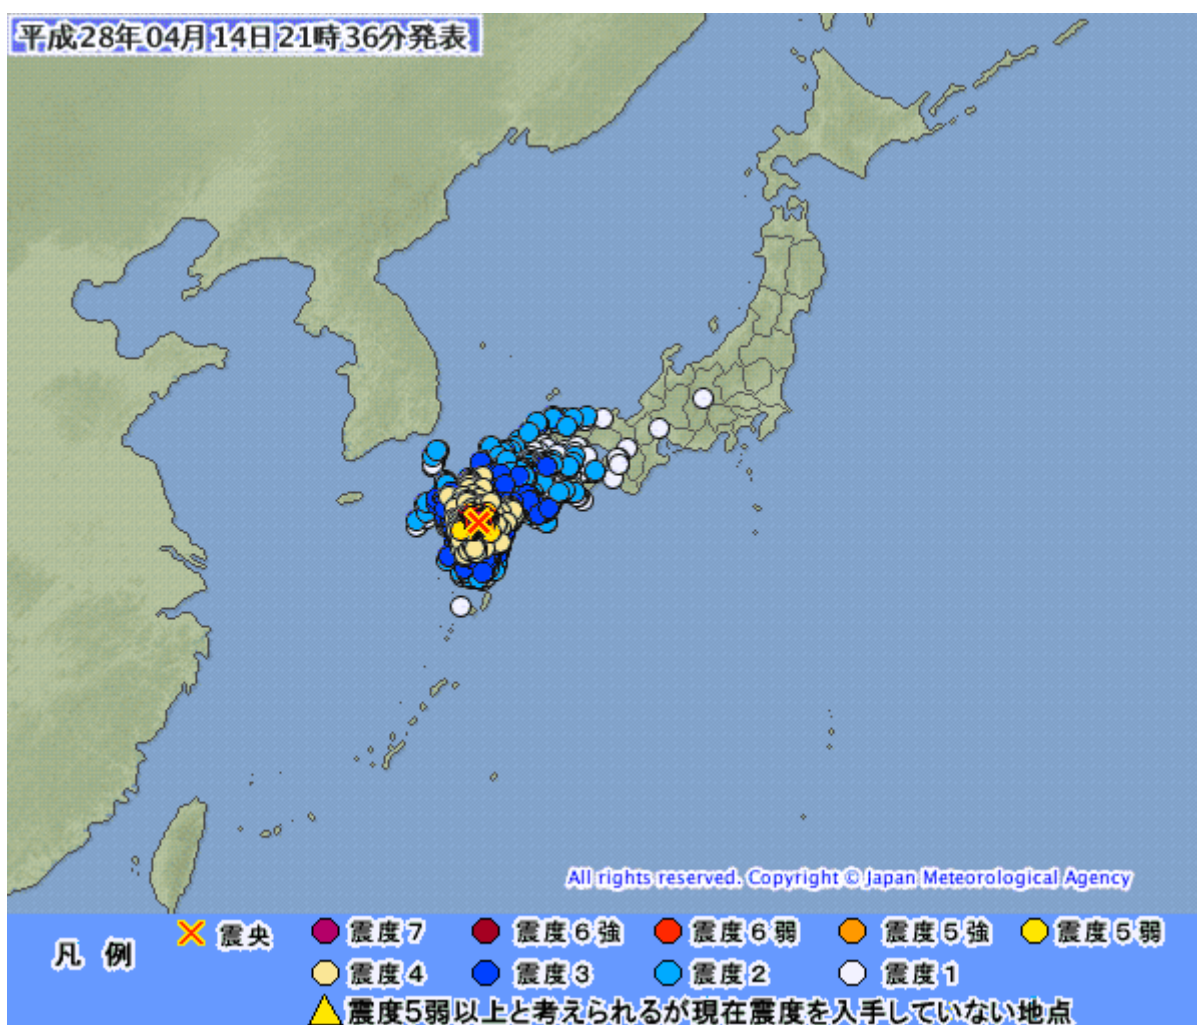 平成28年04月14日21時36分発表
All rights reserved. Copyright © Japan Meteorological Agency
凡 例 震央 震度7 震度6強 震度6弱 震度5強 震度5弱
震度4 震度3 震度2 震度1
震度5弱以上と考えられるが現在震度を入手していない地点